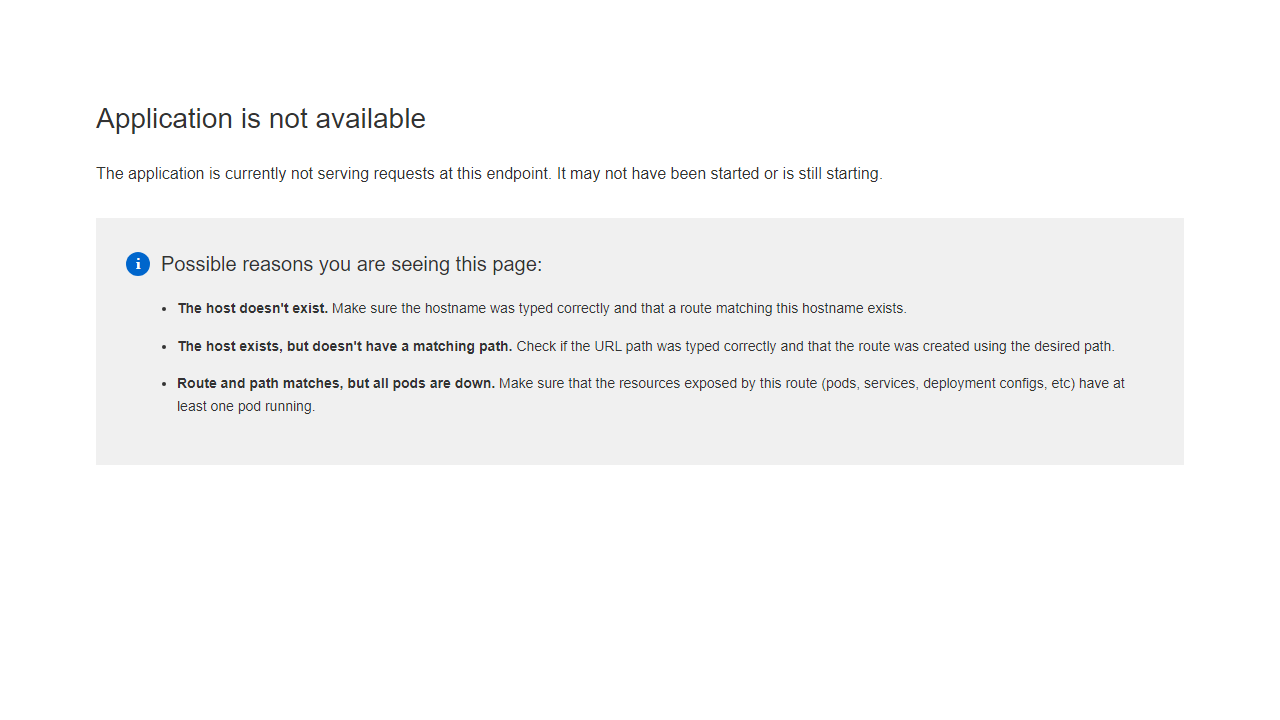 Application is not available
The application is currently not serving requests at this endpoint. It may not have been started or is still starting.
Possible reasons you are seeing this page:
The host doesn't exist. Make sure the hostname was typed correctly and that a route matching this hostname exists.
The host exists, but doesn't have a matching path. Check if the URL path was typed correctly and that the route was created using the desired path.
Route and path matches, but all pods are down. Make sure that the resources exposed by this route (pods, services, deployment configs, etc) have at
least one pod running.